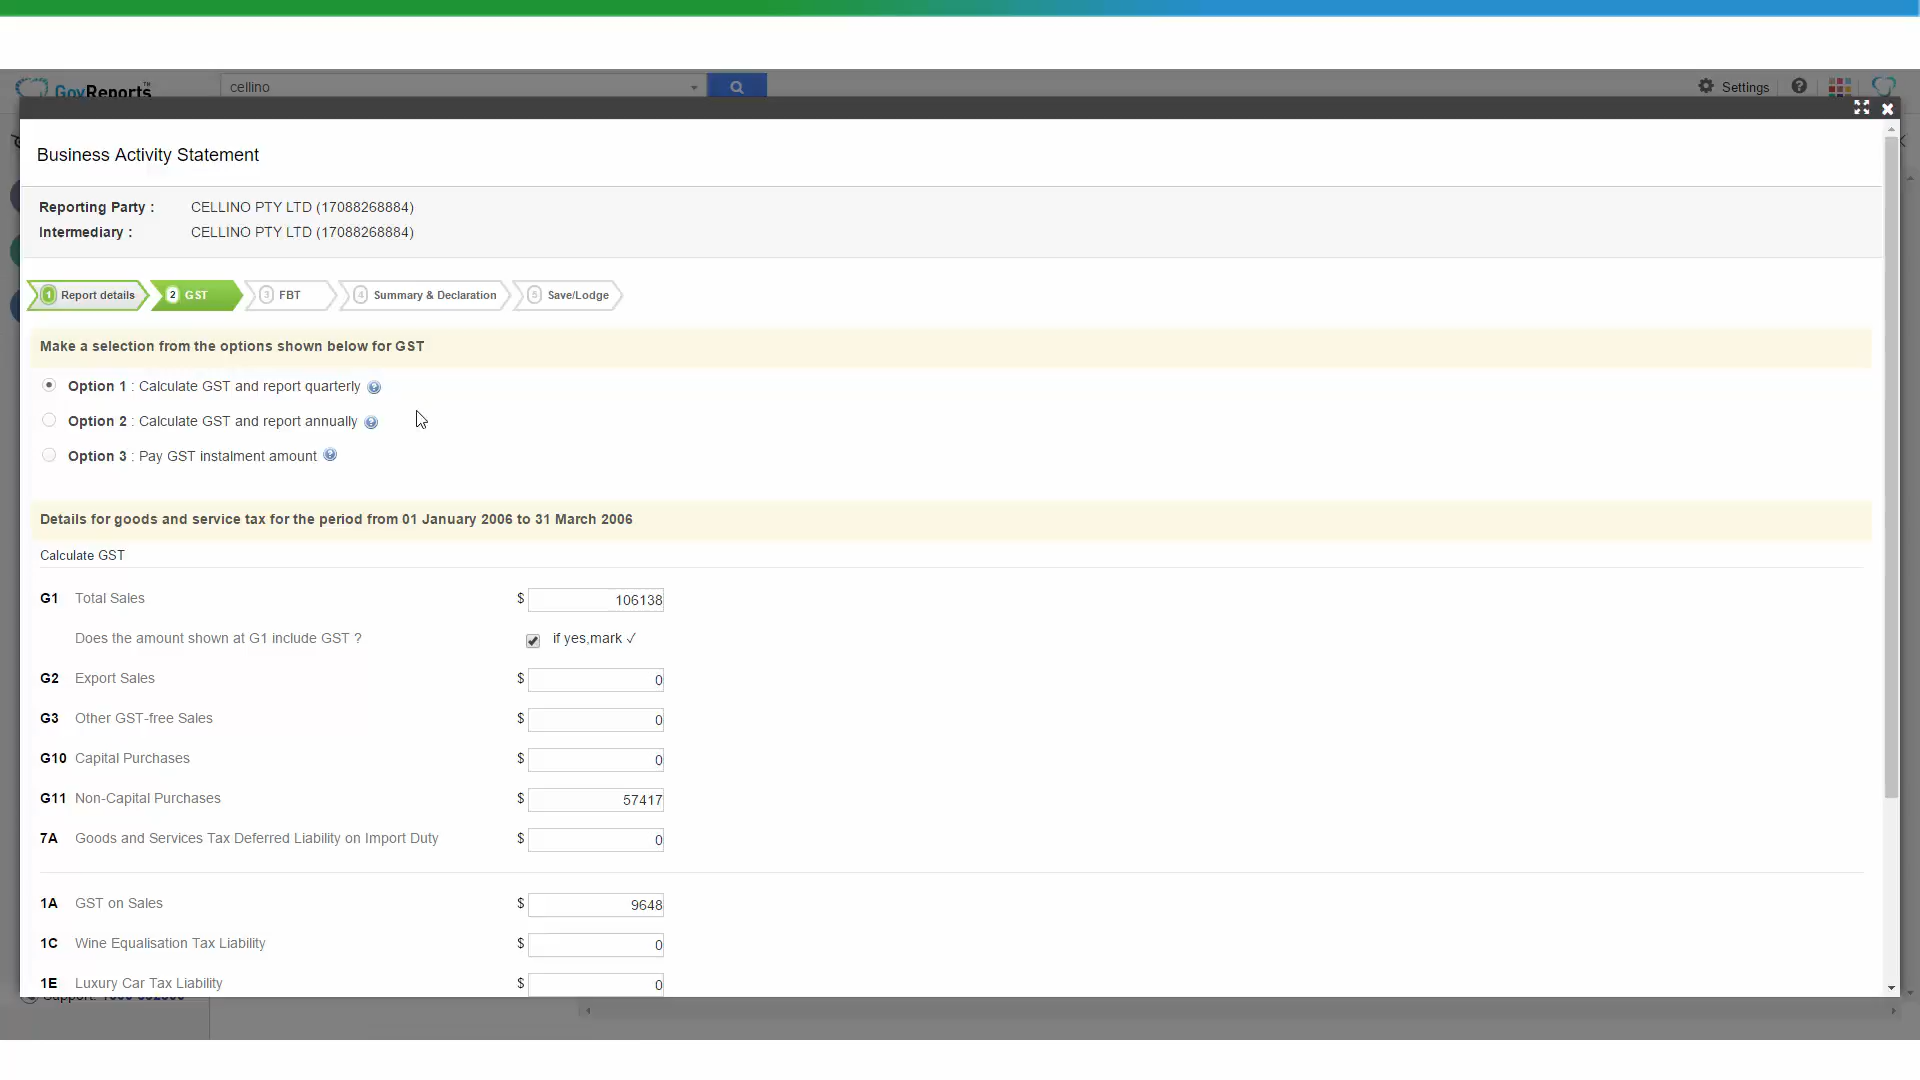 GovReports™
cellino
Settings
Business Activity Statement
Reporting Party : CELLINO PTY LTD (17088268884)
Intermediary : CELLINO PTY LTD (17088268884)
1 Report details 2 GST 3 FBT 4 Summary & Declaration 5 Save/Lodge
Make a selection from the options shown below for GST
Option 1 : Calculate GST and report quarterly
Option 2 : Calculate GST and report annually
Option 3 : Pay GST instalment amount
Details for goods and service tax for the period from 01 January 2006 to 31 March 2006
Calculate GST
G1 Total Sales $ 106138
Does the amount shown at G1 include GST ? if yes,mark ✓
G2 Export Sales $ 0
G3 Other GST-free Sales $ 0
G10 Capital Purchases $ 0
G11 Non-Capital Purchases $ 57417
7A Goods and Services Tax Deferred Liability on Import Duty $ 0
1A GST on Sales $ 9648
1C Wine Equalisation Tax Liability $ 0
1E Luxury Car Tax Liability $ 0
Support: